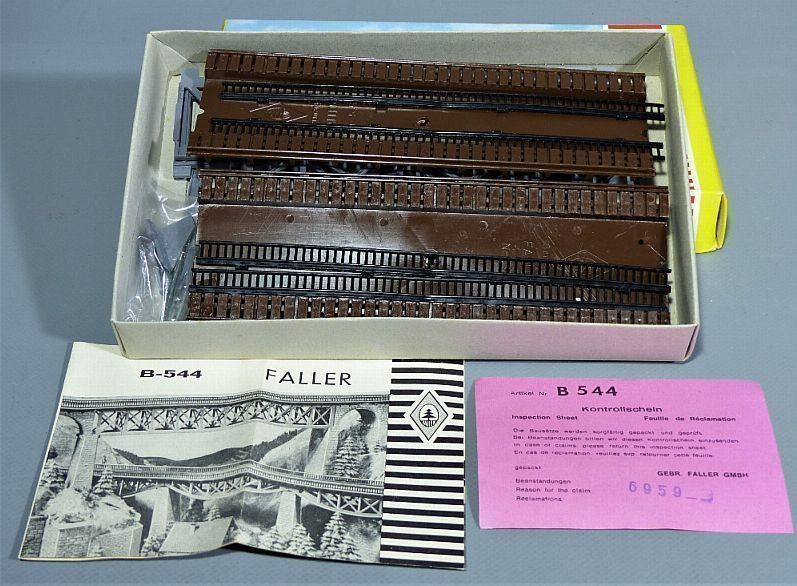 B-544 FALLER
Artikel Nr. B 544
Kontrollschein
Inspection Sheet Feuille de Réclamation
Die Bausätze werden sorgfältig gepackt und geprüft.
Bei Beanstandungen bitten wir diesen Kontrollschein einzusenden.
In case of claims, please return this inspection sheet.
En cas de réclamation, veuillez svp retourner cette feuille.
gepackt
GEBR. FALLER GMBH
Beanstandungen
Reason for the claim
Réclamations
6959